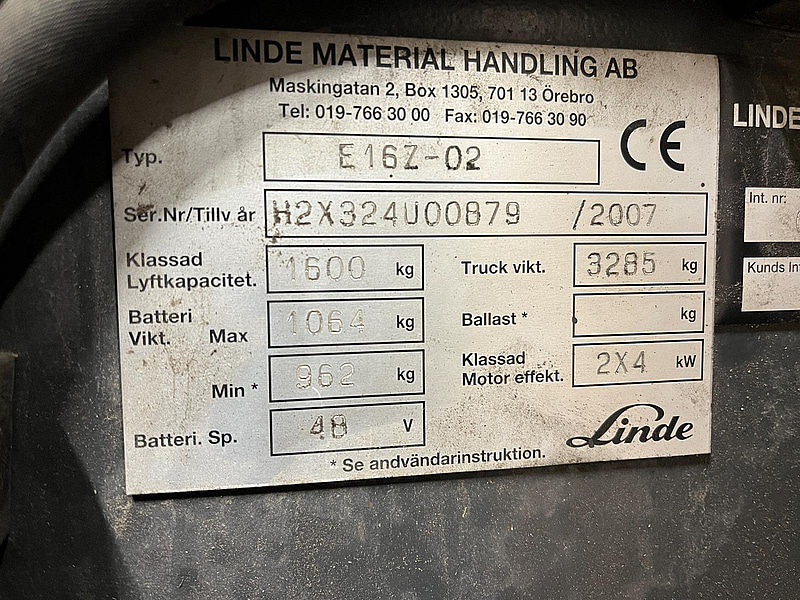 LINDE MATERIAL HANDLING AB
Maskingatan 2, Box 1305, 701 13 Örebro
Tel: 019-766 30 00 Fax: 019-766 30 90
CE
Typ. E16Z-02
Ser.Nr/Tillv år H2X324U00879 /2007
Klassad
Lyftkapacitet. 1600 kg
Truck vikt. 3285 kg
Batteri
Vikt. Max 1064 kg
Ballast * kg
Min * 962 kg
Klassad
Motor effekt. 2X4 kW
Batteri. Sp. 48 V
Linde
* Se andvändarinstruktion.
LINDE
Int. nr:
Kunds In